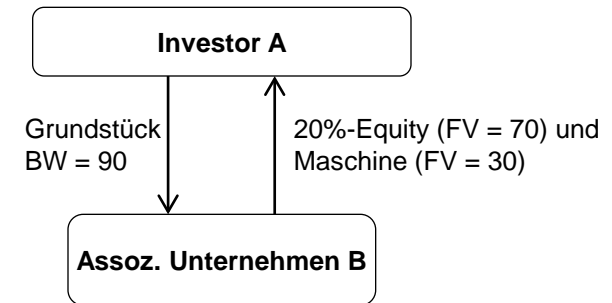 Investor A
Grundstück
BW = 90
20%-Equity (FV = 70) und
Maschine (FV = 30)
Assoz. Unternehmen B